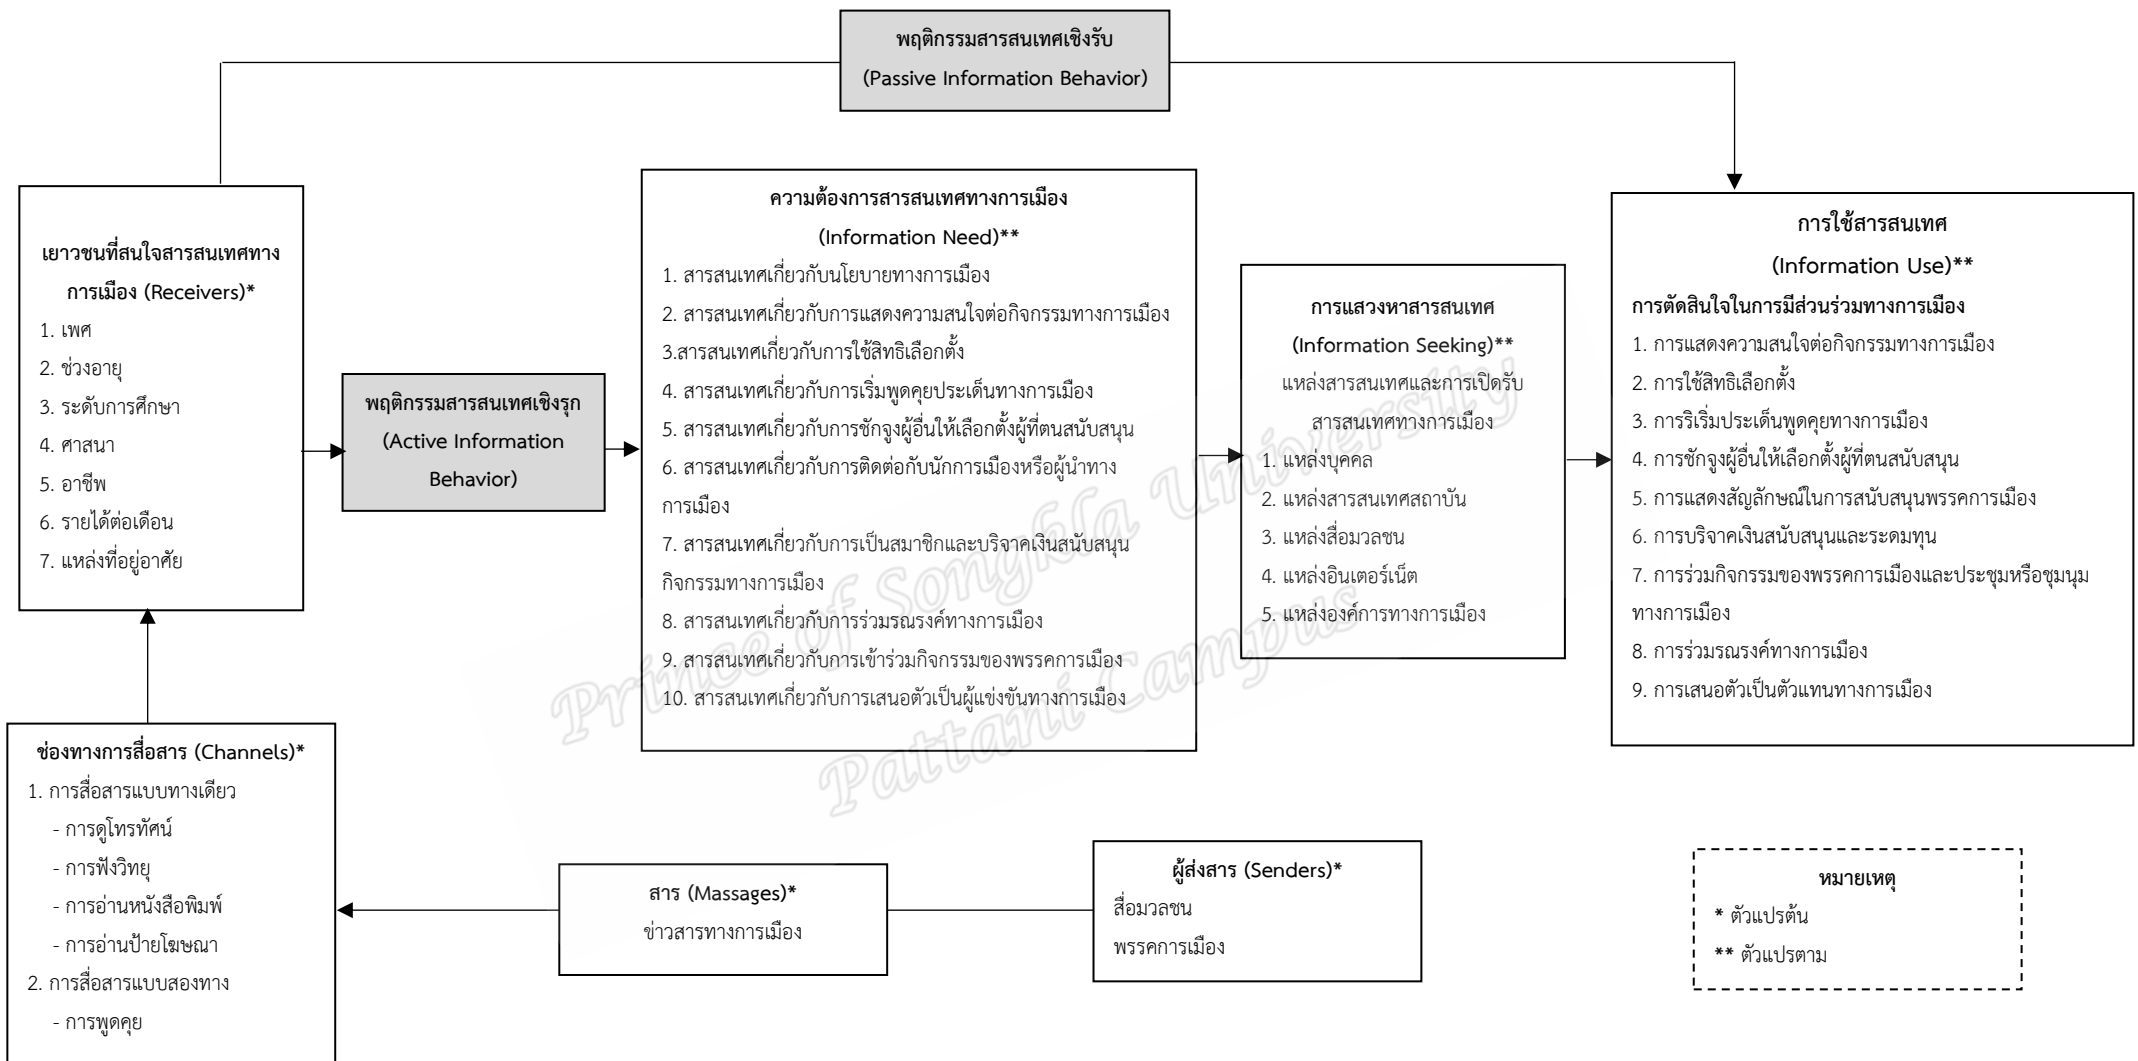 พฤติกรรมสารสนเทศเชิงรับ
(Passive Information Behavior)
เยาวชนที่สนใจสารสนเทศทาง
การเมือง (Receivers)*
1. เพศ
2. ช่วงอายุ
3. ระดับการศึกษา
4. ศาสนา
5. อาชีพ
6. รายได้ต่อเดือน
7. แหล่งที่อยู่อาศัย
พฤติกรรมสารสนเทศเชิงรุก
(Active Information
Behavior)
ความต้องการสารสนเทศทางการเมือง
(Information Need)**
1. สารสนเทศเกี่ยวกับนโยบายทางการเมือง
2. สารสนเทศเกี่ยวกับการแสดงความสนใจต่อกิจกรรมทางการเมือง
3.สารสนเทศเกี่ยวกับการใช้สิทธิเลือกตั้ง
4. สารสนเทศเกี่ยวกับการเริ่มพูดคุยประเด็นทางการเมือง
5. สารสนเทศเกี่ยวกับการชักจูงผู้อื่นให้เลือกตั้งผู้ที่ตนสนับสนุน
6. สารสนเทศเกี่ยวกับการติดต่อกับนักการเมืองหรือผู้นำทาง
การเมือง
7. สารสนเทศเกี่ยวกับการเป็นสมาชิกและบริจาคเงินสนับสนุน
กิจกรรมทางการเมือง
8. สารสนเทศเกี่ยวกับการร่วมรณรงค์ทางการเมือง
9. สารสนเทศเกี่ยวกับการเข้าร่วมกิจกรรมของพรรคการเมือง
10. สารสนเทศเกี่ยวกับการเสนอตัวเป็นผู้แข่งขันทางการเมือง
การแสวงหาสารสนเทศ
(Information Seeking)**
แหล่งสารสนเทศและการเปิดรับ
สารสนเทศทางการเมือง
1. แหล่งบุคคล
2. แหล่งสารสนเทศสถาบัน
3. แหล่งสื่อมวลชน
4. แหล่งอินเตอร์เน็ต
5. แหล่งองค์การทางการเมือง
การใช้สารสนเทศ
(Information Use)**
การตัดสินใจในการมีส่วนร่วมทางการเมือง
1. การแสดงความสนใจต่อกิจกรรมทางการเมือง
2. การใช้สิทธิเลือกตั้ง
3. การริเริ่มประเด็นพูดคุยทางการเมือง
4. การชักจูงผู้อื่นให้เลือกตั้งผู้ที่ตนสนับสนุน
5. การแสดงสัญลักษณ์ในการสนับสนุนพรรคการเมือง
6. การบริจาคเงินสนับสนุนและระดมทุน
7. การร่วมกิจกรรมของพรรคการเมืองและประชุมหรือชุมนุม
ทางการเมือง
8. การร่วมรณรงค์ทางการเมือง
9. การเสนอตัวเป็นตัวแทนทางการเมือง
ช่องทางการสื่อสาร (Channels)*
1. การสื่อสารแบบทางเดียว
- การดูโทรทัศน์
- การฟังวิทยุ
- การอ่านหนังสือพิมพ์
- การอ่านป้ายโฆษณา
2. การสื่อสารแบบสองทาง
- การพูดคุย
สาร (Massages)*
ข่าวสารทางการเมือง
ผู้ส่งสาร (Senders)*
สื่อมวลชน
พรรคการเมือง
หมายเหตุ
* ตัวแปรต้น
** ตัวแปรตาม
Prince of Songkla University
Pattani Campus